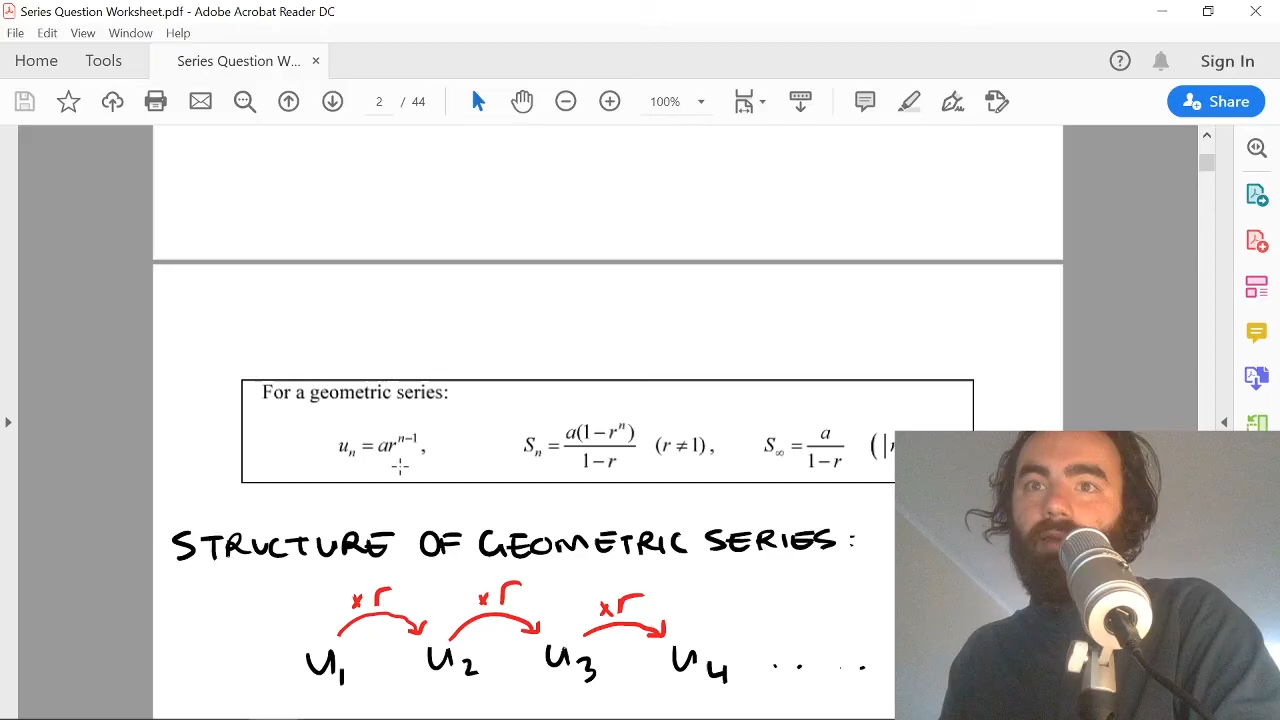 Series Question Worksheet.pdf - Adobe Acrobat Reader DC
File Edit View Window Help
Home Tools Series Question W... × Sign In
2 / 44 100% Share
For a geometric series:
uₙ = arⁿ⁻¹, Sₙ = a(1 − rⁿ) / 1 − r (r ≠ 1), S∞ = a / 1 − r (|
STRUCTURE OF GEOMETRIC SERIES:
× r × r × r
u₁ u₂ u₃ u₄ .....